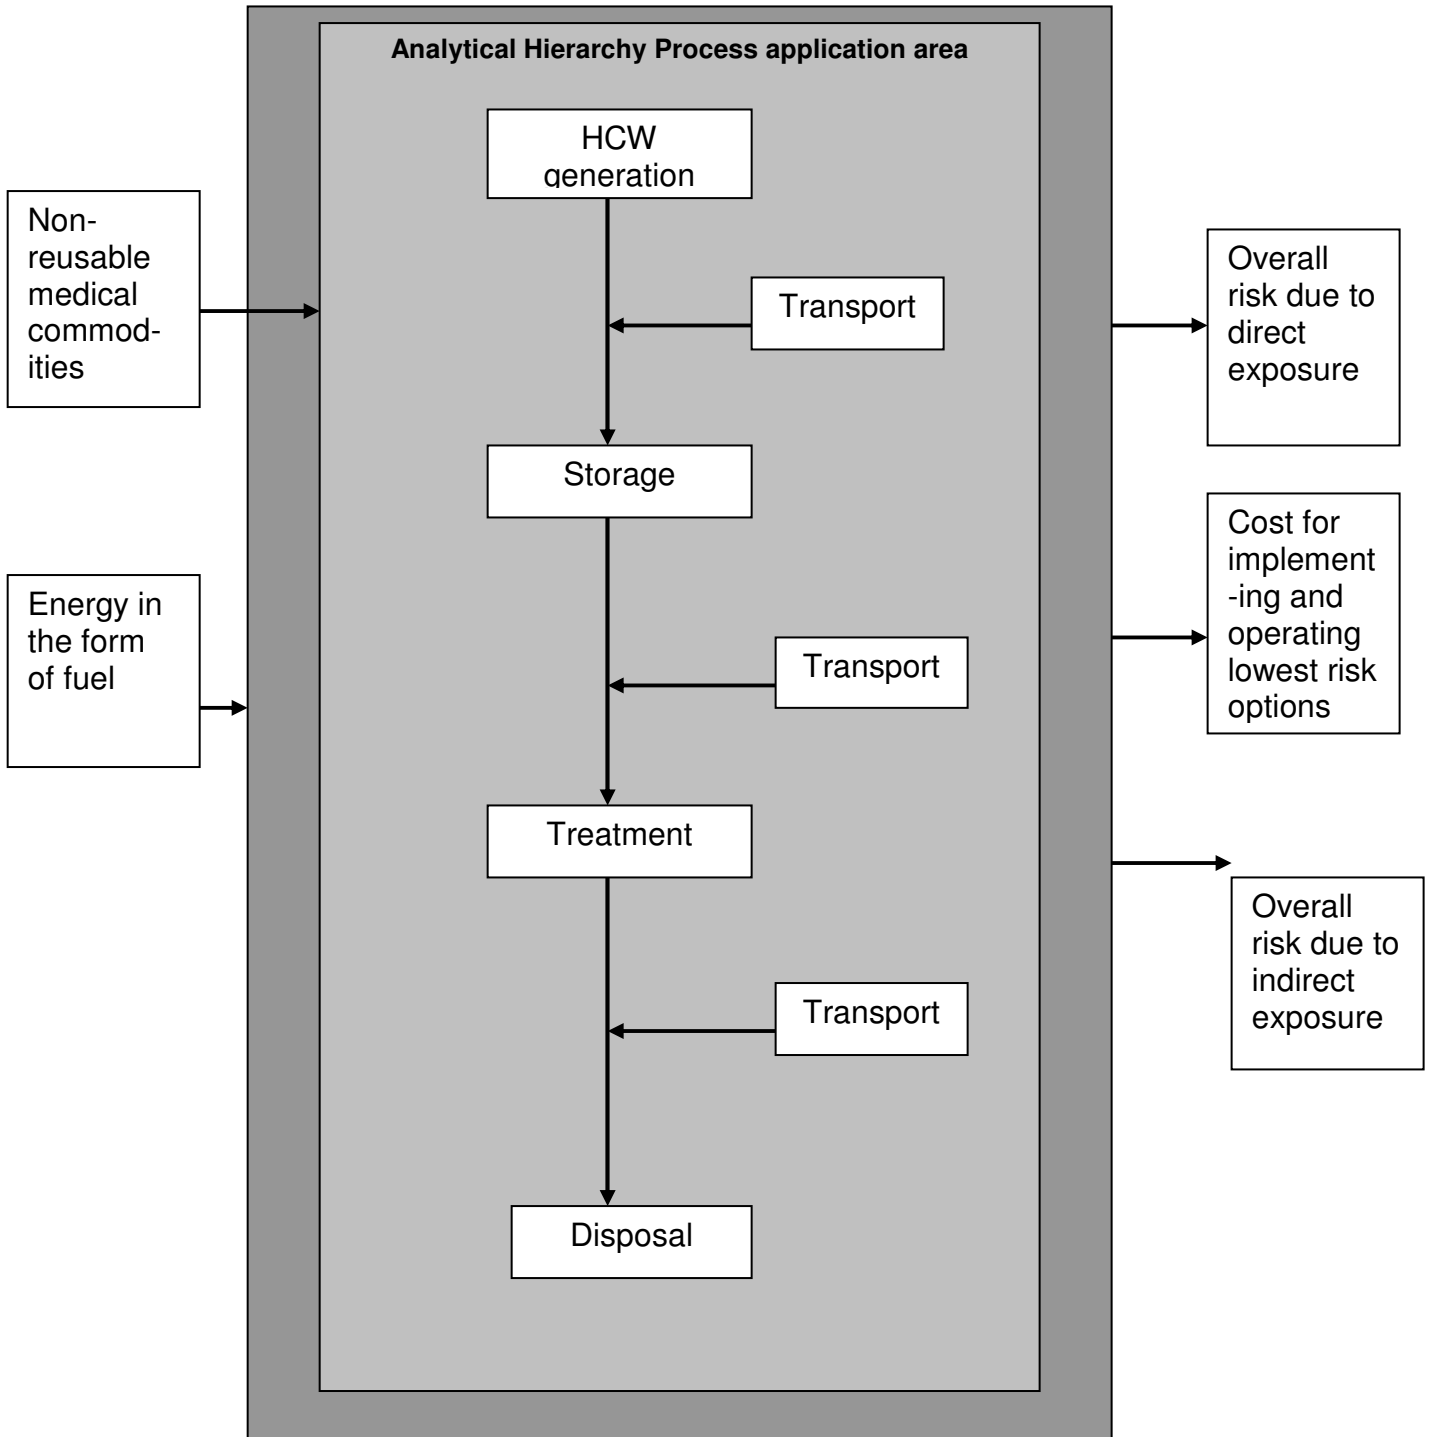 Analytical Hierarchy Process application area
HCW
generation
Non-
reusable
medical
commod-
ities
Transport
Overall
risk due to
direct
exposure
Storage
Cost for
implement
-ing and
operating
lowest risk
options
Energy in
the form
of fuel
Transport
Treatment
Overall
risk due to
indirect
exposure
Transport
Disposal